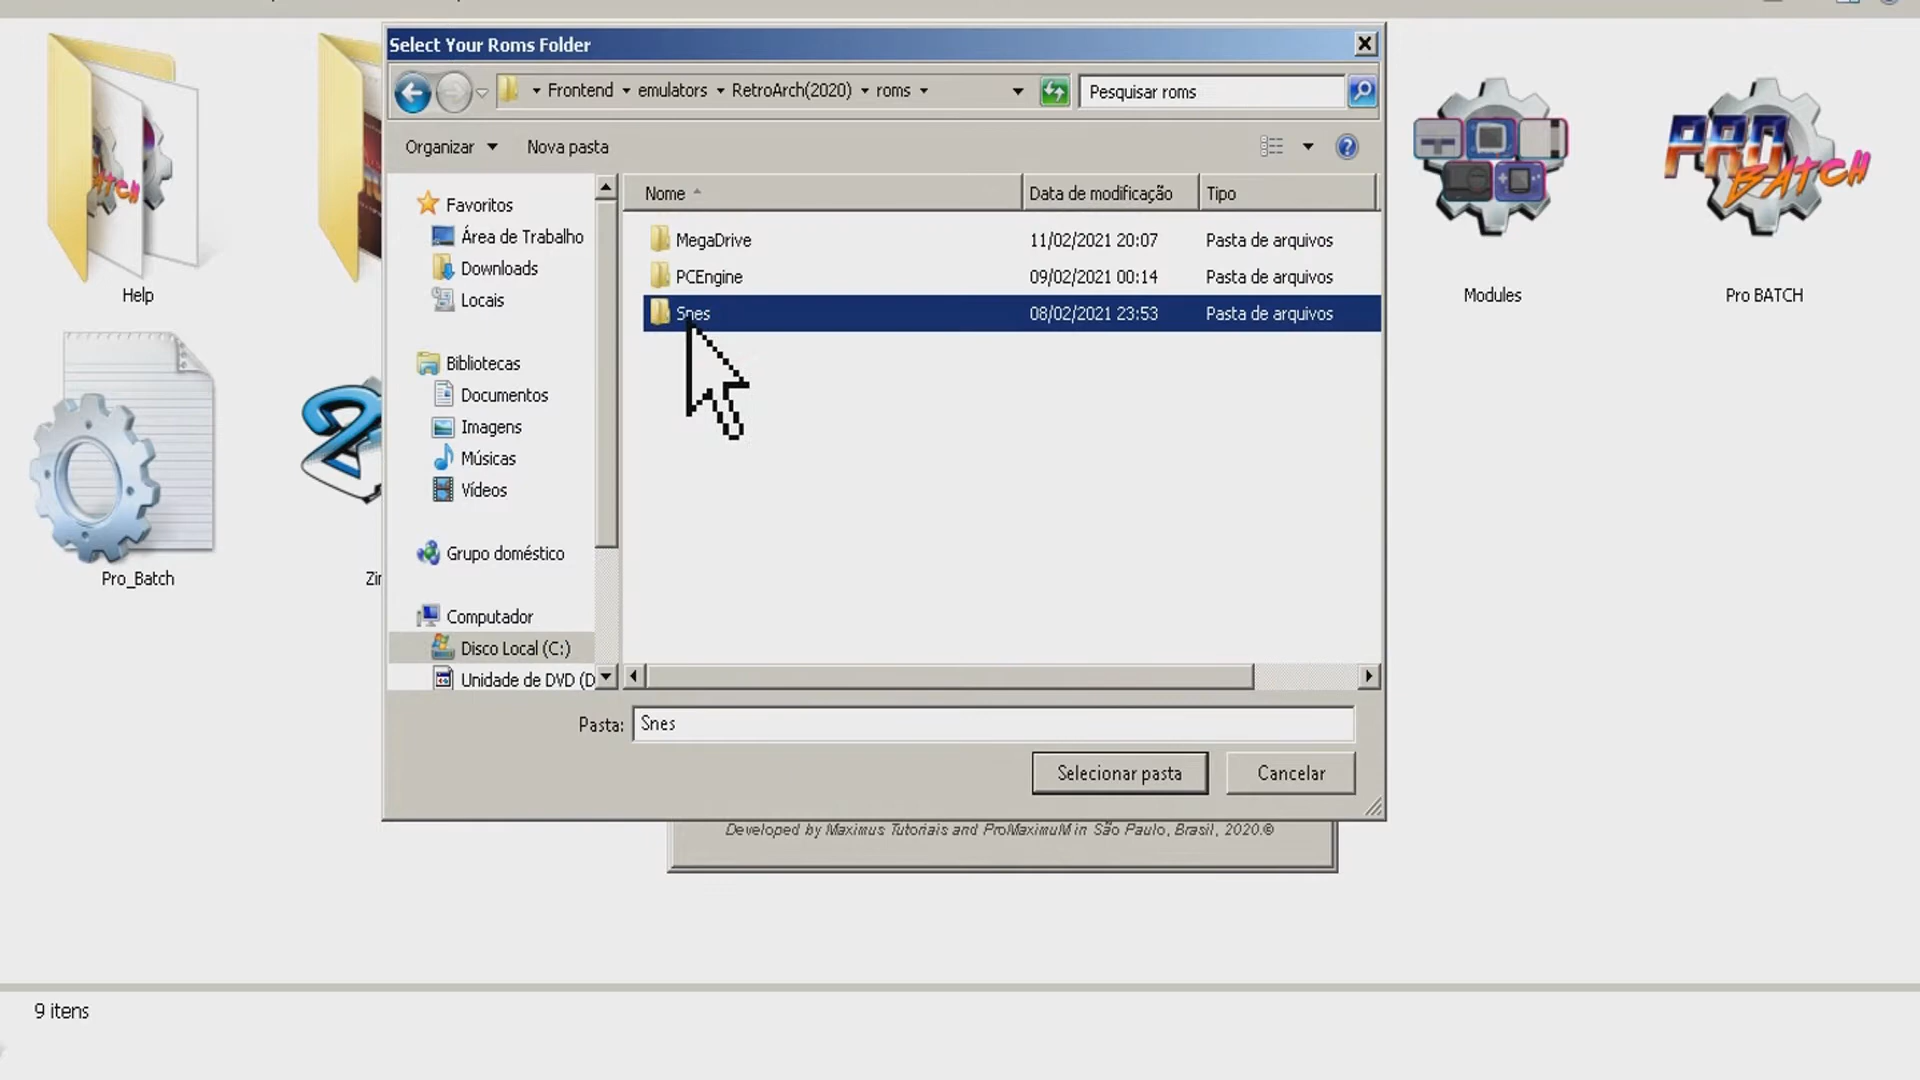 Select Your Roms Folder
Frontend emulators RetroArch(2020) roms
Pesquisar roms
Organizar Nova pasta
Nome Data de modificação Tipo
Favoritos
Área de Trabalho
Downloads
Locais
Bibliotecas
Documentos
Imagens
Músicas
Vídeos
Grupo doméstico
Computador
Disco Local (C:)
Unidade de DVD (D
MegaDrive 11/02/2021 20:07 Pasta de arquivos
PCEngine 09/02/2021 00:14 Pasta de arquivos
Snes 08/02/2021 23:53 Pasta de arquivos
Pasta: Snes
Selecionar pasta Cancelar
Developed by Maximus Tutoriais and ProMaximuM in São Paulo, Brasil, 2020.©
Help
Pro_Batch
Zir
Modules
PRO
BATCH
Pro BATCH
9 itens